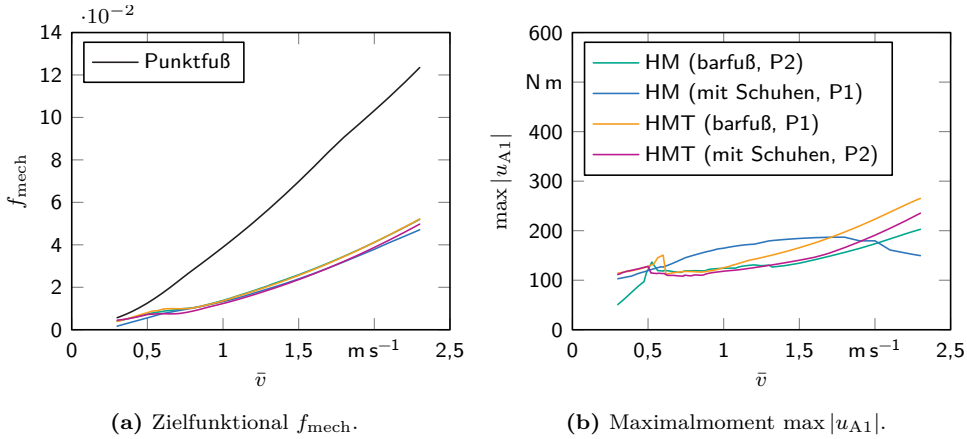 ·10⁻²
14
12
10
8
6
4
2
0
f_mech
Punktfuß
0
0,5
1
1,5
m s⁻¹
2,5
v̄
(a) Zielfunktional f_mech.
600
N m
400
300
200
100
0
max |u_A1|
HM (barfuß, P2)
HM (mit Schuhen, P1)
HMT (barfuß, P1)
HMT (mit Schuhen, P2)
0
0,5
1
1,5
m s⁻¹
2,5
v̄
(b) Maximalmoment max |u_A1|.